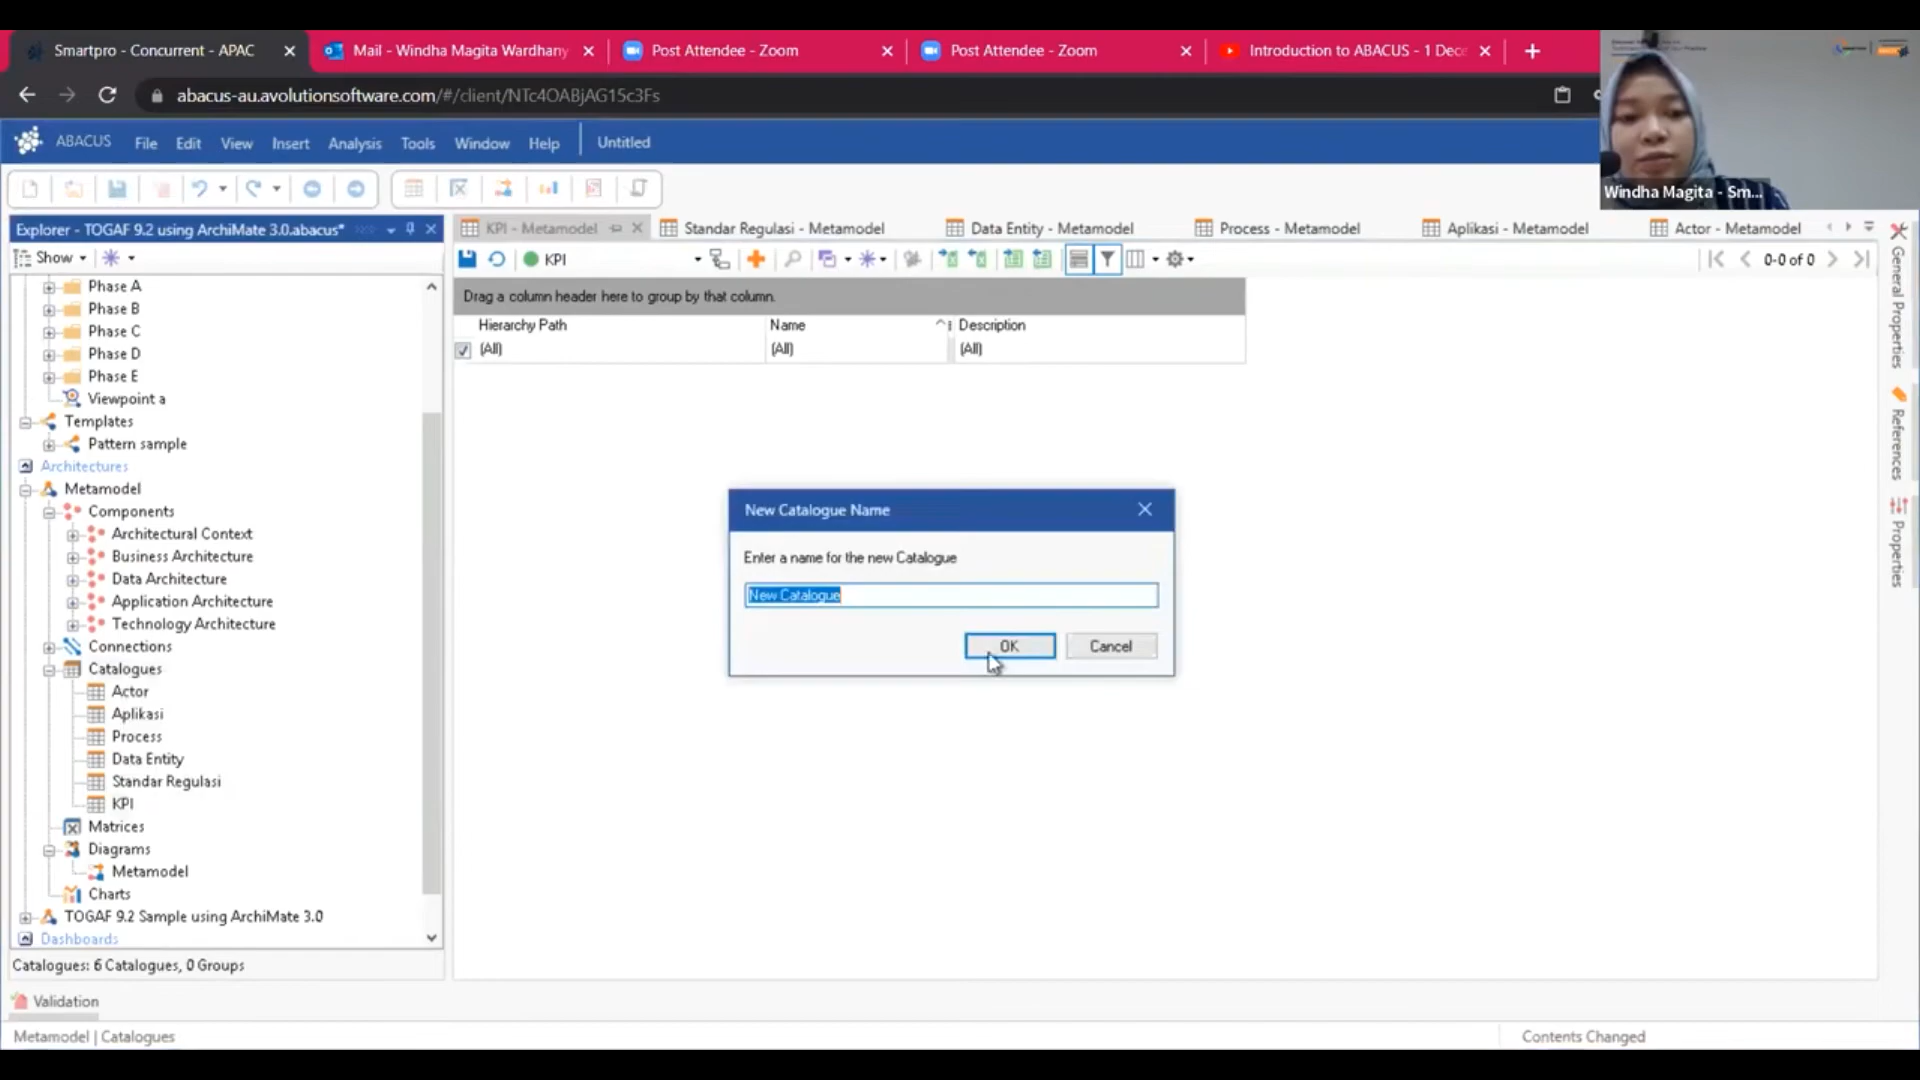 Smartpro - Concurrent - APAC
Mail - Windha Magita Wardhany
Post Attendee - Zoom
Post Attendee - Zoom
Introduction to ABACUS - 1 Dece
abacus-au.avolutionsoftware.com/#/client/NTc4OABjAG15c3Fs
Windha Magita - Sm...
ABACUS File Edit View Insert Analysis Tools Window Help Untitled
Explorer - TOGAF 9.2 using ArchiMate 3.0.abacus*
KPI - Metamodel
Standar Regulasi - Metamodel
Data Entity - Metamodel
Process - Metamodel
Aplikasi - Metamodel
Actor - Metamodel
Show
KPI
0-0 of 0
Drag a column header here to group by that column.
Hierarchy Path Name Description
(All) (All) (All)
Phase A
Phase B
Phase C
Phase D
Phase E
Viewpoint a
Templates
Pattern sample
Architectures
Metamodel
Components
Architectural Context
Business Architecture
Data Architecture
Application Architecture
Technology Architecture
Connections
Catalogues
Actor
Aplikasi
Process
Data Entity
Standar Regulasi
KPI
Matrices
Diagrams
Metamodel
Charts
TOGAF 9.2 Sample using ArchiMate 3.0
Dashboards
Catalogues: 6 Catalogues, 0 Groups
New Catalogue Name
Enter a name for the new Catalogue
New Catalogue
OK Cancel
General Properties
References
Properties
Validation
Metamodel | Catalogues
Contents Changed